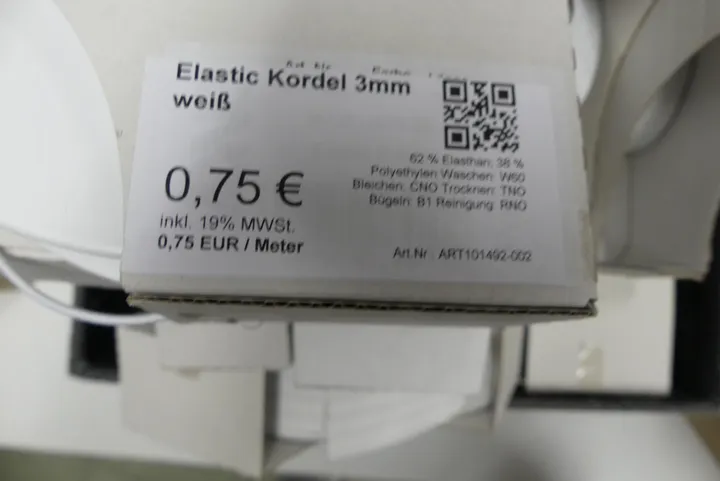 Elastic Kordel 3mm
weiß
62 % Elasthan; 38 %
Polyethylen Waschen: W60
Bleichen: CNO Trocknen: TNO
Bügeln: B1 Reinigung: RNO
0,75 €
inkl. 19% MWSt.
0,75 EUR / Meter
Art.Nr : ART101492-002